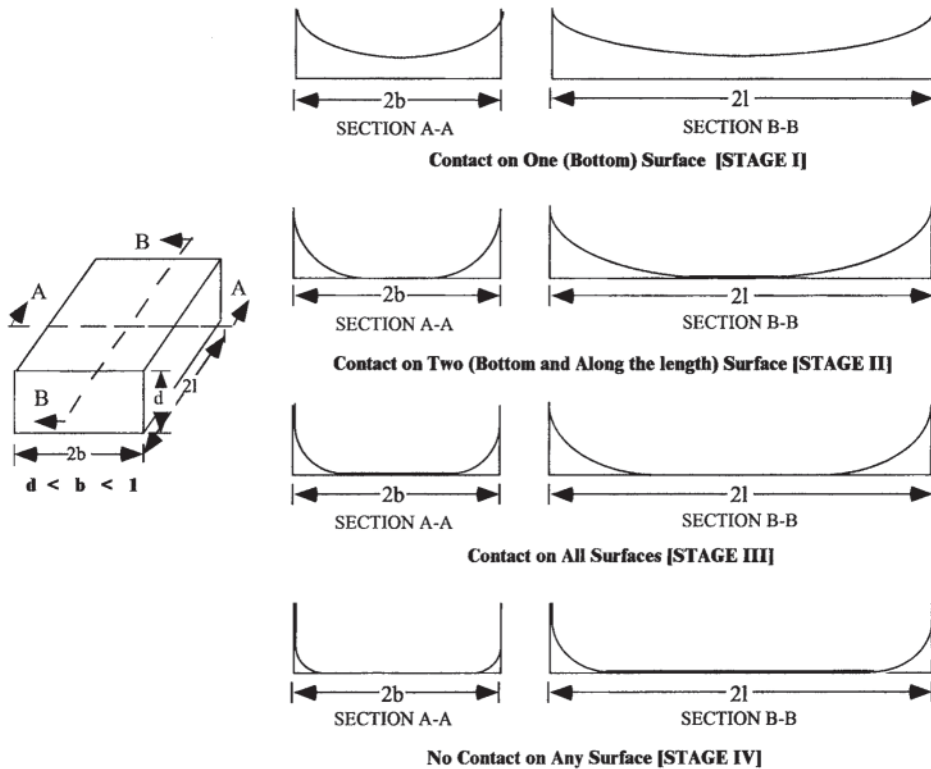 2b
2l
SECTION A-A
SECTION B-B
Contact on One (Bottom) Surface [STAGE I]
B
A
A
B
d
2l
2b
d < b < l
2b
2l
SECTION A-A
SECTION B-B
Contact on Two (Bottom and Along the length) Surface [STAGE II]
2b
2l
SECTION A-A
SECTION B-B
Contact on All Surfaces [STAGE III]
2b
2l
SECTION A-A
SECTION B-B
No Contact on Any Surface [STAGE IV]